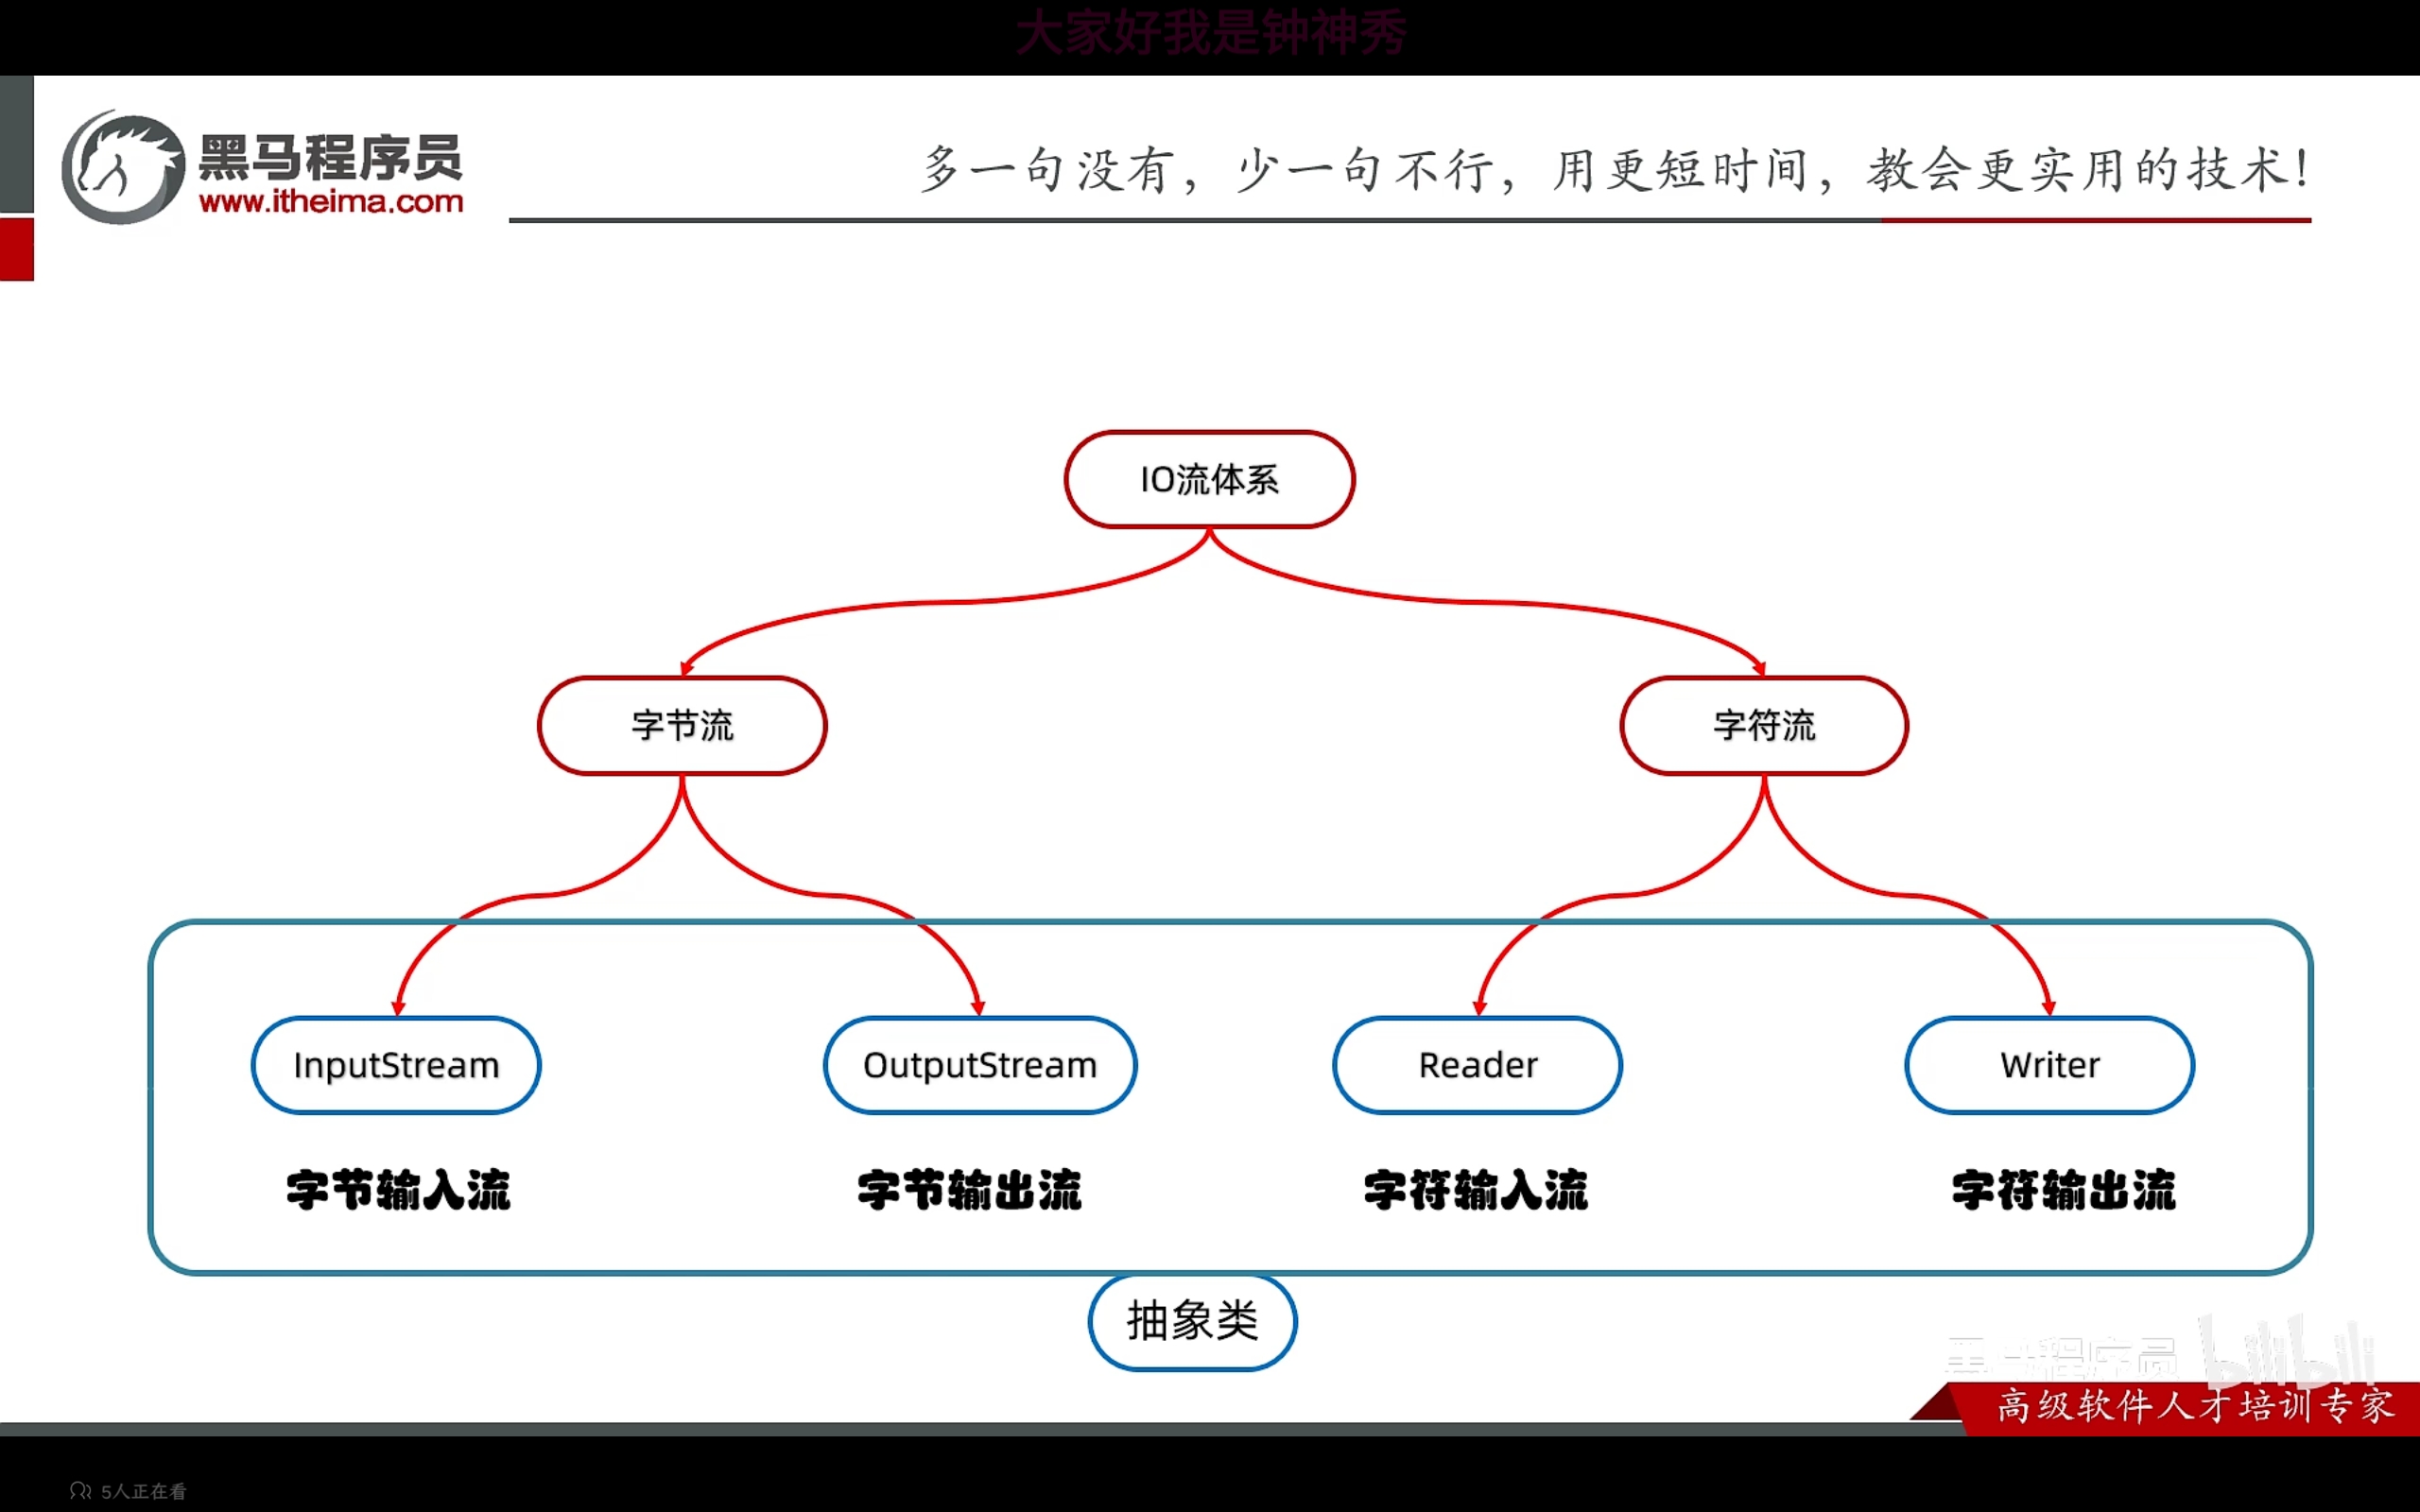 大家好我是钟神秀
黑马程序员
www.itheima.com
多一句没有，少一句不行，用更短时间，教会更实用的技术！
IO流体系
字节流
字符流
InputStream
OutputStream
Reader
Writer
字节输入流
字节输出流
字符输入流
字符输出流
抽象类
黑马程序员 bilibili
高级软件人才培训专家
5人正在看